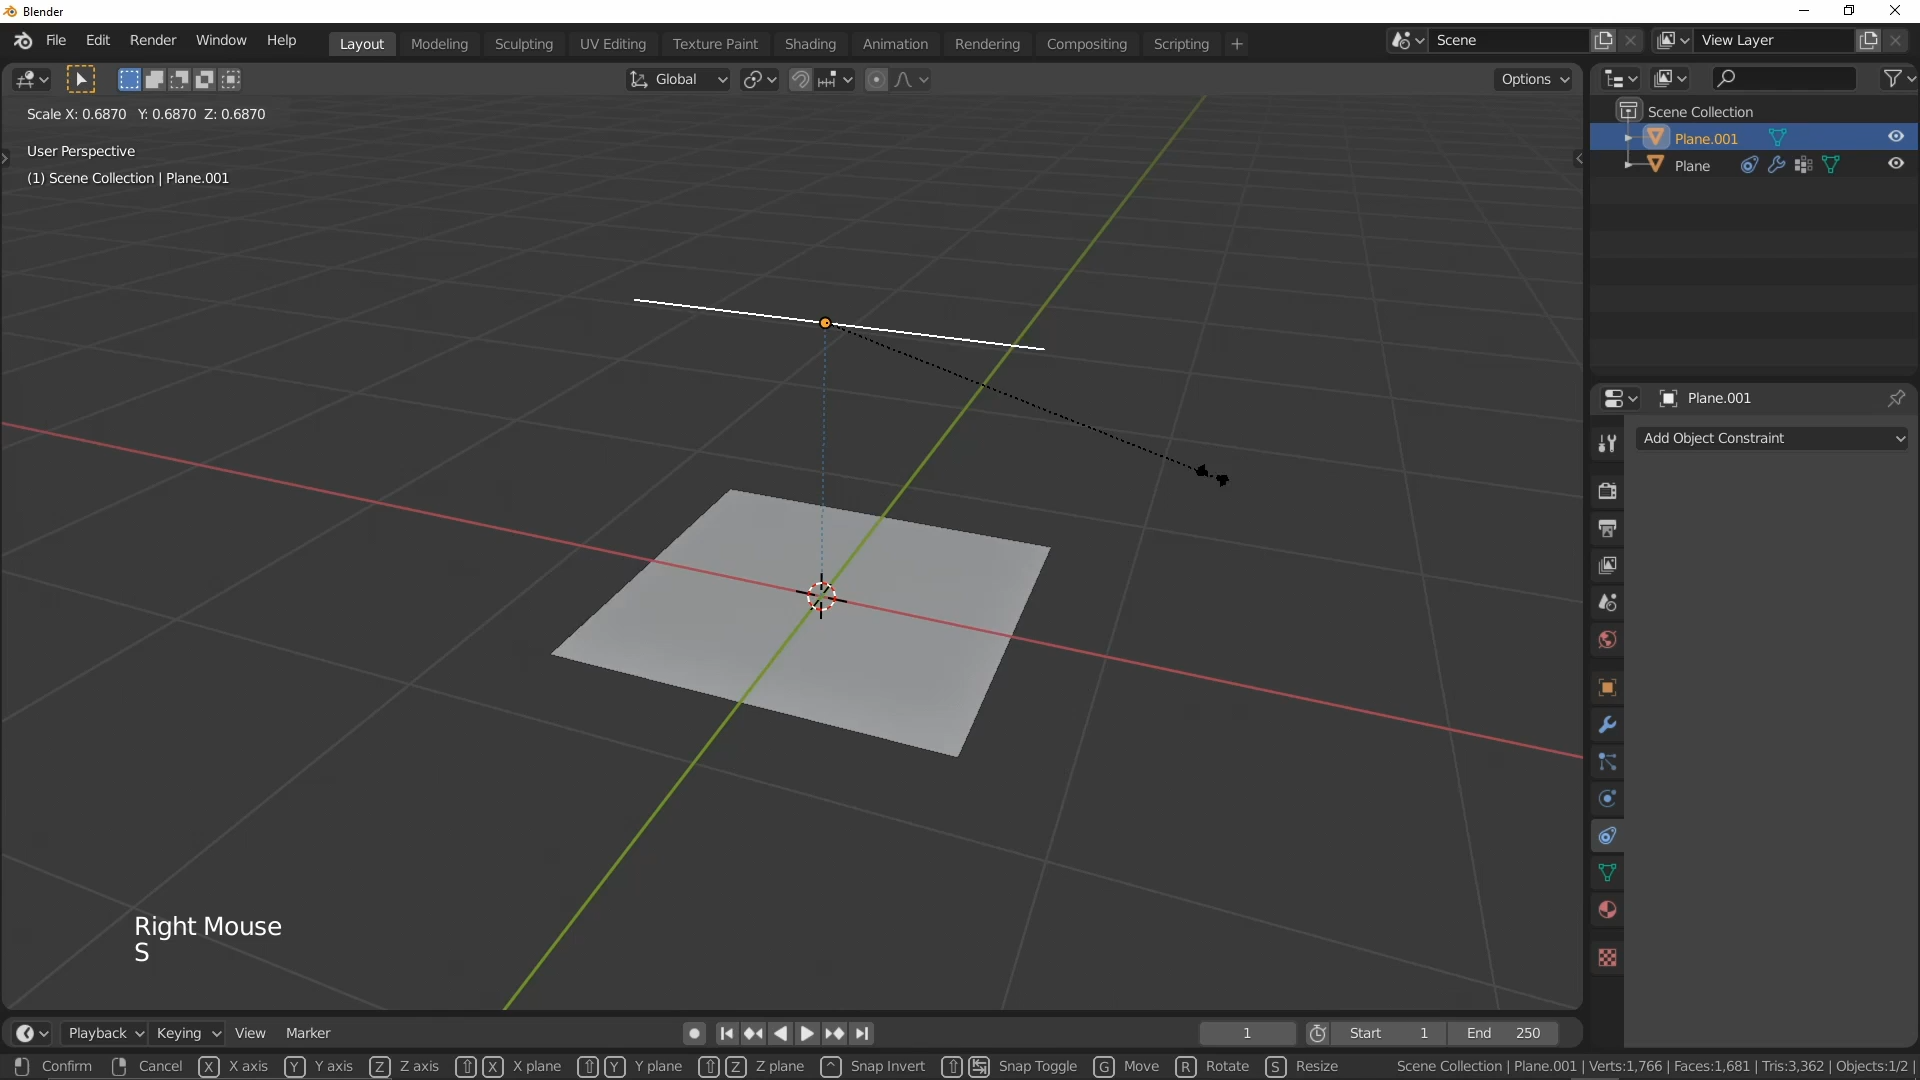 Blender
File Edit Render Window Help Layout Modeling Sculpting UV Editing Texture Paint Shading Animation Rendering Compositing Scripting + Scene View Layer
Global Options
Scale X: 0.6870 Y: 0.6870 Z: 0.6870
User Perspective
(1) Scene Collection | Plane.001
Scene Collection
Plane.001
Plane
Plane.001
Add Object Constraint
Right Mouse
S
Playback Keying View Marker 1 Start 1 End 250
Confirm Cancel X X axis Y Y axis Z Z axis X X plane Y Y plane Z Z plane Snap Invert Snap Toggle G Move R Rotate S Resize Scene Collection | Plane.001 | Verts:1,766 | Faces:1,681 | Tris:3,362 | Objects:1/2 |